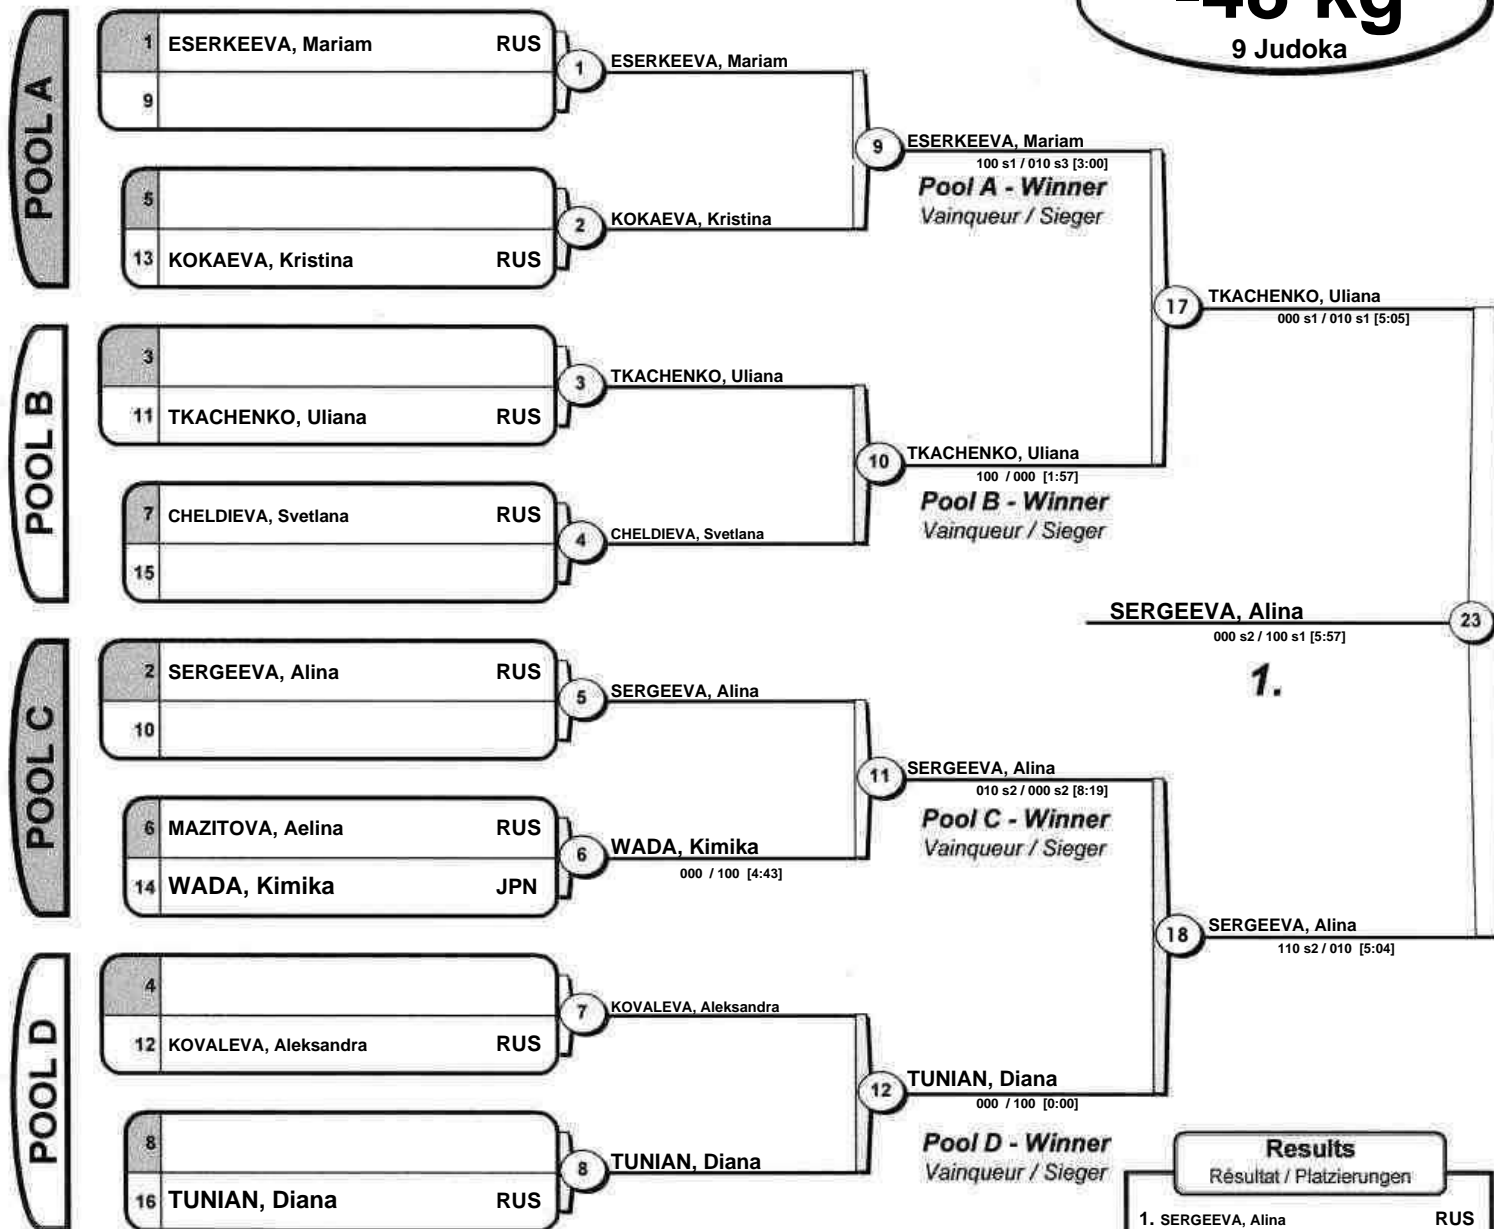 -48 kg
9 Judoka
POOL A
1 ESERKEEVA, Mariam RUS
9
1
ESERKEEVA, Mariam
5
13 KOKAEVA, Kristina RUS
2
KOKAEVA, Kristina
9
ESERKEEVA, Mariam
100 s1 / 010 s3 [3:00]
Pool A - Winner
Vainqueur / Sieger
POOL B
3
11 TKACHENKO, Uliana RUS
3
TKACHENKO, Uliana
7 CHELDIEVA, Svetlana RUS
15
4
CHELDIEVA, Svetlana
10
TKACHENKO, Uliana
100 / 000 [1:57]
Pool B - Winner
Vainqueur / Sieger
17
TKACHENKO, Uliana
000 s1 / 010 s1 [5:05]
SERGEEVA, Alina
000 s2 / 100 s1 [5:57]
23
1.
POOL C
2 SERGEEVA, Alina RUS
10
5
SERGEEVA, Alina
6 MAZITOVA, Aelina RUS
14 WADA, Kimika JPN
6
WADA, Kimika
000 / 100 [4:43]
11
SERGEEVA, Alina
010 s2 / 000 s2 [8:19]
Pool C - Winner
Vainqueur / Sieger
18
SERGEEVA, Alina
110 s2 / 010 [5:04]
POOL D
4
12 KOVALEVA, Aleksandra RUS
7
KOVALEVA, Aleksandra
8
16 TUNIAN, Diana RUS
8
TUNIAN, Diana
12
TUNIAN, Diana
000 / 100 [0:00]
Pool D - Winner
Vainqueur / Sieger
Results
Résultat / Platzierungen
1. SERGEEVA, Alina RUS